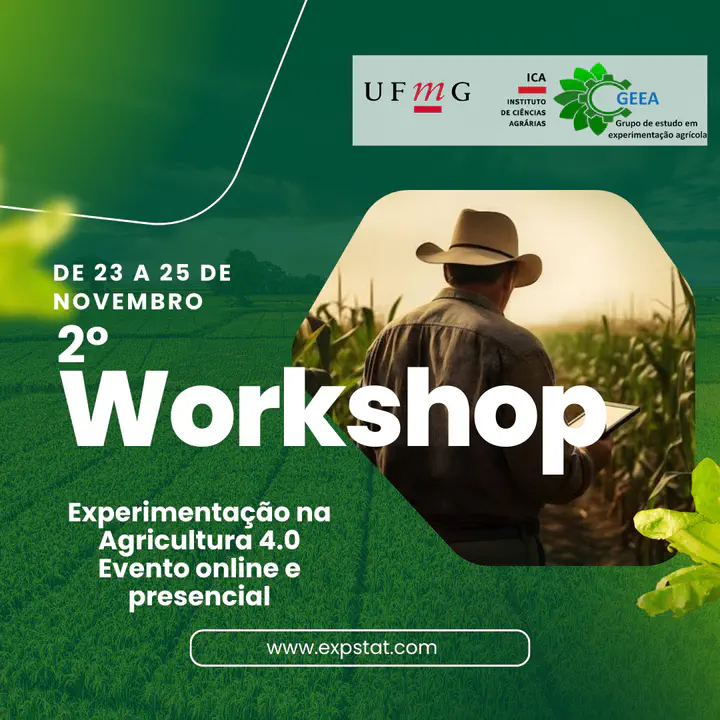 UFmG
ICA
INSTITUTO
DE CIÊNCIAS
AGRÁRIAS
GEEA
Grupo de estudo em
experimentação agrícola
DE 23 A 25 DE
NOVEMBRO
2º
Workshop
Experimentação na
Agricultura 4.0
Evento online e
presencial
www.expstat.com